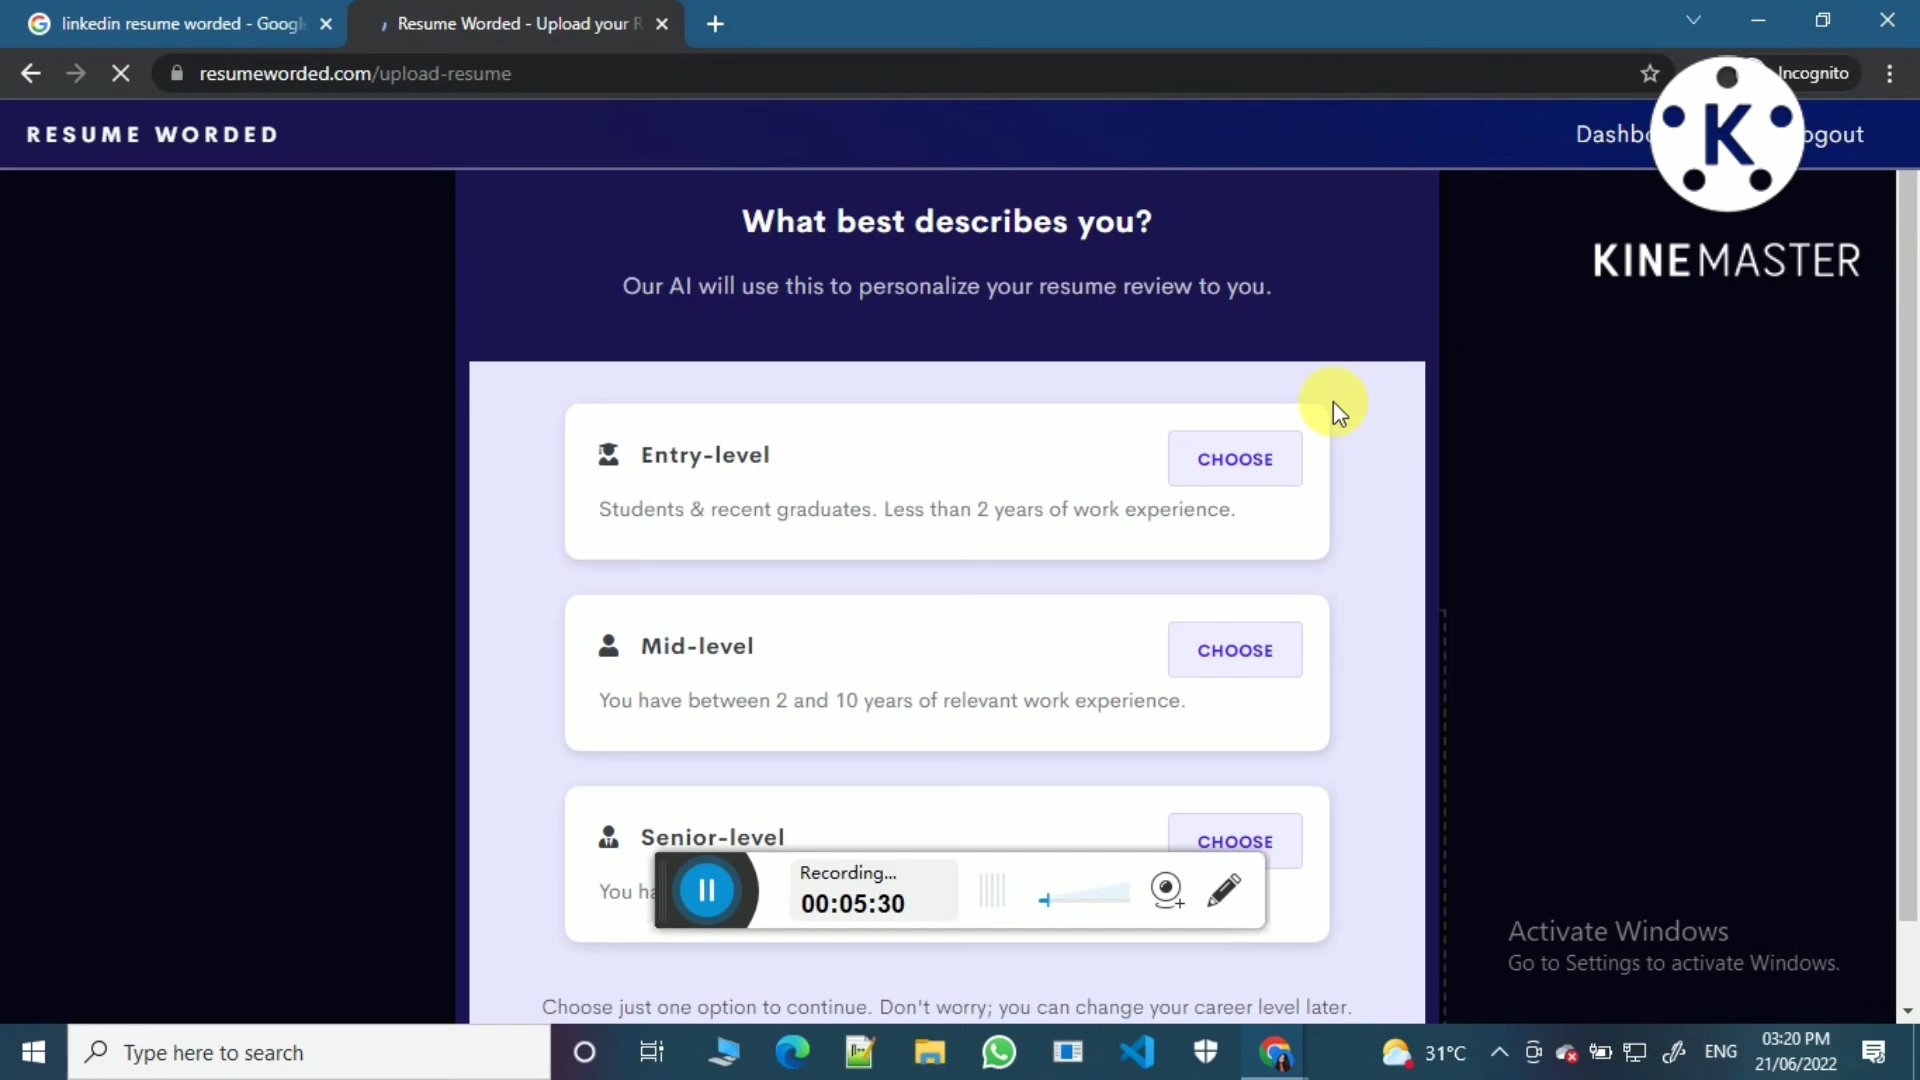 linkedin resume worded - Googl
Resume Worded - Upload your R
resumeworded.com/upload-resume
Incognito
RESUME WORDED
Dashbo
ogout
K
KINEMASTER
What best describes you?
Our AI will use this to personalize your resume review to you.
Entry-level
CHOOSE
Students & recent graduates. Less than 2 years of work experience.
Mid-level
CHOOSE
You have between 2 and 10 years of relevant work experience.
Senior-level
CHOOSE
You ha
Recording...
00:05:30
Activate Windows
Go to Settings to activate Windows.
Choose just one option to continue. Don't worry; you can change your career level later.
Type here to search
31°C
ENG
03:20 PM
21/06/2022